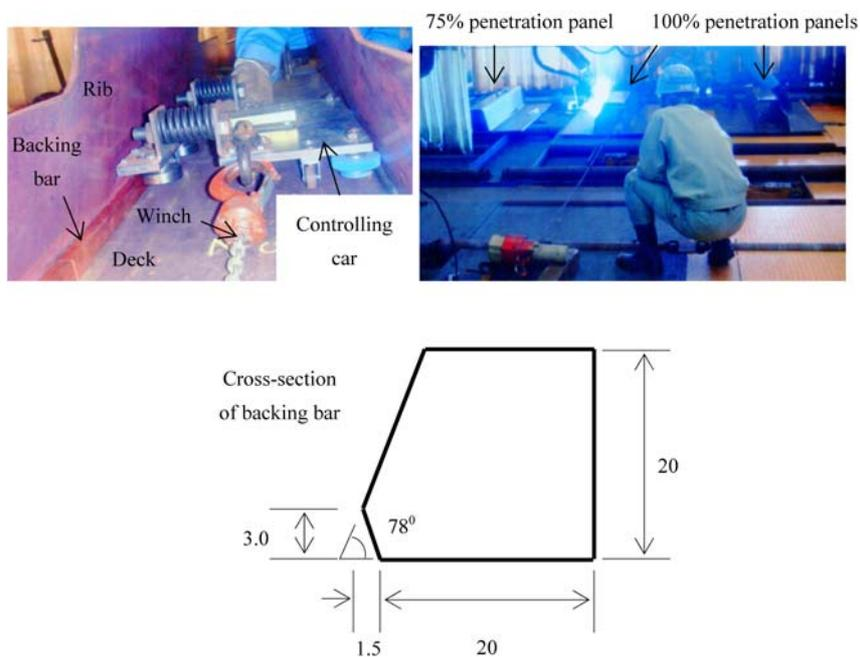 75% penetration panel
100% penetration panels
Rib
Backing
bar
Winch
Deck
Controlling
car
Cross-section
of backing bar
78⁰
3.0
20
1.5
20